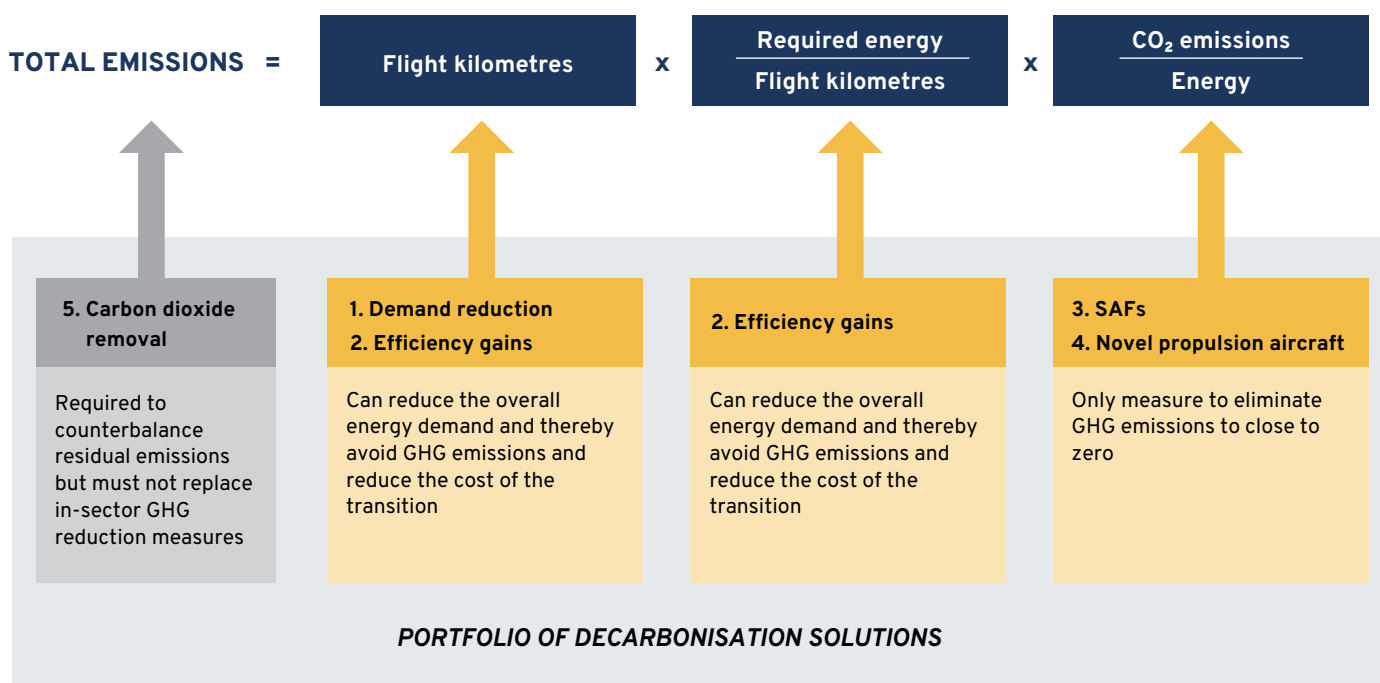 TOTAL EMISSIONS =
Flight kilometres
x
Required energy
Flight kilometres
x
CO₂ emissions
Energy
5. Carbon dioxide
removal
Required to
counterbalance
residual emissions
but must not replace
in-sector GHG
reduction measures
1. Demand reduction
2. Efficiency gains
Can reduce the overall
energy demand and thereby
avoid GHG emissions and
reduce the cost of the
transition
2. Efficiency gains
Can reduce the overall
energy demand and thereby
avoid GHG emissions and
reduce the cost of the
transition
3. SAFs
4. Novel propulsion aircraft
Only measure to eliminate
GHG emissions to close to
zero
PORTFOLIO OF DECARBONISATION SOLUTIONS